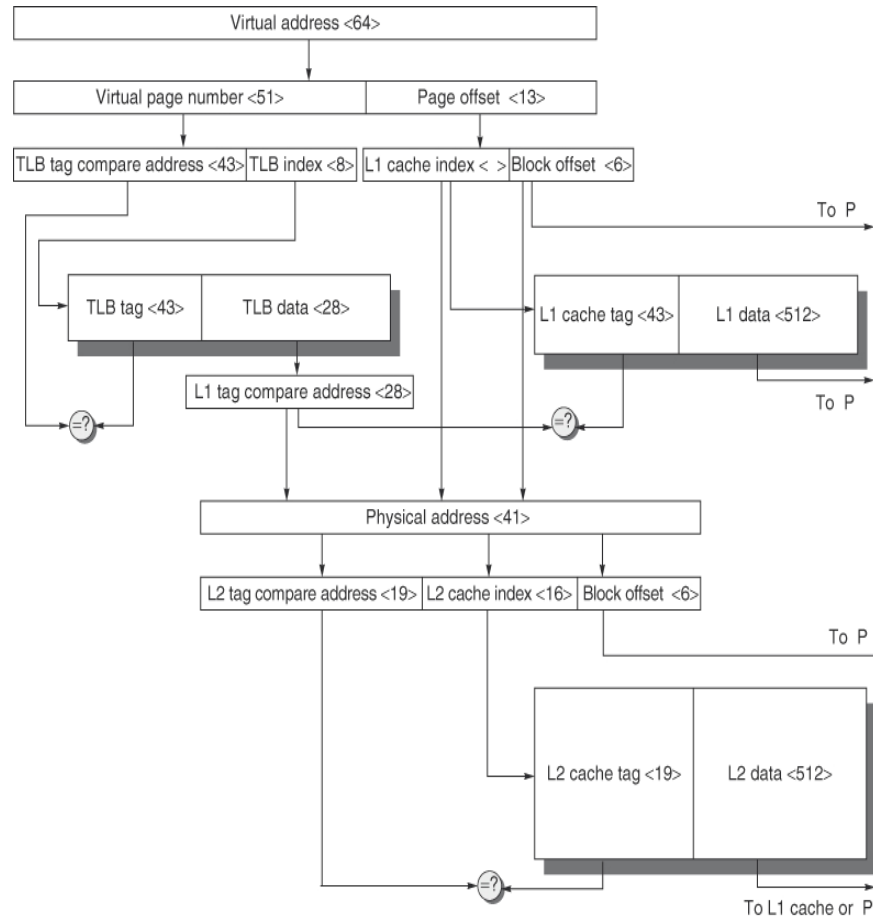 Virtual address <64>
Virtual page number <51>
Page offset <13>
TLB tag compare address <43>
TLB index <8>
L1 cache index < >
Block offset <6>
To P
TLB tag <43>
TLB data <28>
L1 cache tag <43>
L1 data <512>
L1 tag compare address <28>
To P
=?
=?
Physical address <41>
L2 tag compare address <19>
L2 cache index <16>
Block offset <6>
To P
L2 cache tag <19>
L2 data <512>
=?
To L1 cache or P